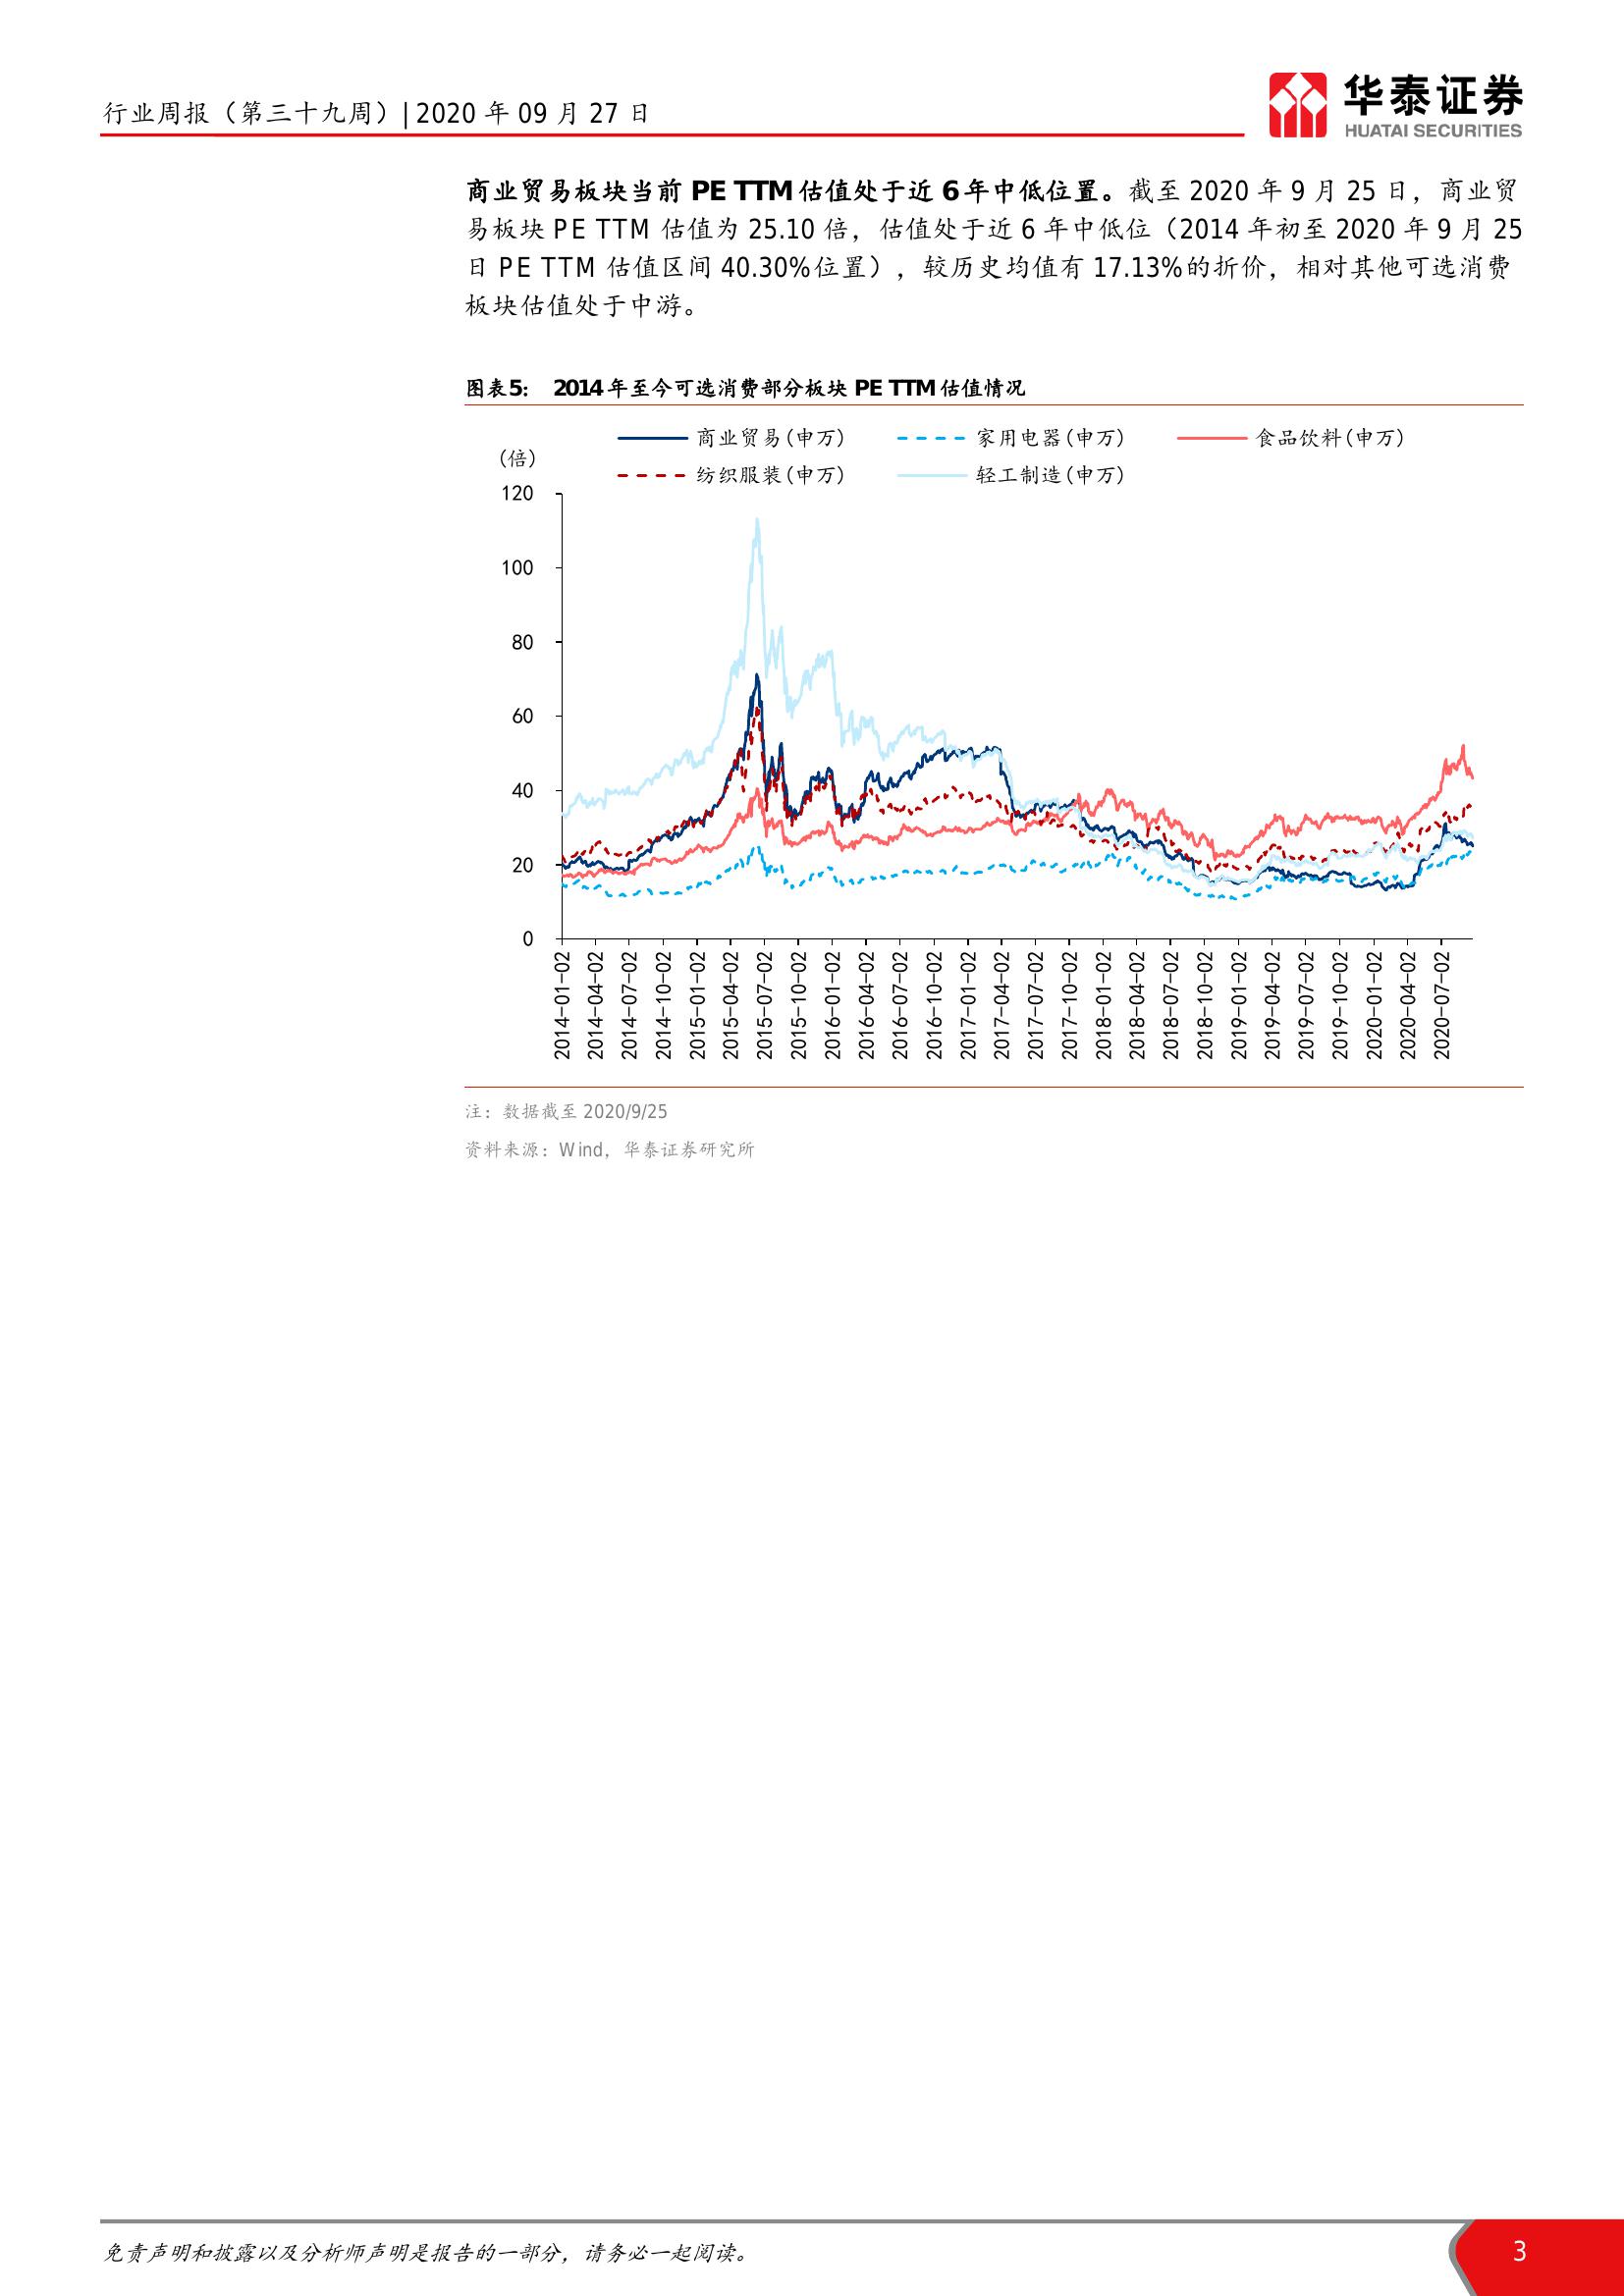 行业周报（第三十九周）| 2020 年 09 月 27 日
华泰证券
HUATAI SECURITIES
商业贸易板块当前 PE TTM 估值处于近 6 年中低位置。截至 2020 年 9 月 25 日，商业贸
易板块 PE TTM 估值为 25.10 倍，估值处于近 6 年中低位（2014 年初至 2020 年 9 月 25
日 PE TTM 估值区间 40.30%位置），较历史均值有 17.13%的折价，相对其他可选消费
板块估值处于中游。
图表5： 2014 年至今可选消费部分板块 PE TTM 估值情况
商业贸易(申万) 家用电器(申万) 食品饮料(申万)
（倍）
纺织服装(申万) 轻工制造(申万)
120
100
80
60
40
20
0
2014-01-02
2014-04-02
2014-07-02
2014-10-02
2015-01-02
2015-04-02
2015-07-02
2015-10-02
2016-01-02
2016-04-02
2016-07-02
2016-10-02
2017-01-02
2017-04-02
2017-07-02
2017-10-02
2018-01-02
2018-04-02
2018-07-02
2018-10-02
2019-01-02
2019-04-02
2019-07-02
2019-10-02
2020-01-02
2020-04-02
2020-07-02
注：数据截至 2020/9/25
资料来源：Wind，华泰证券研究所
免责声明和披露以及分析师声明是报告的一部分，请务必一起阅读。
3